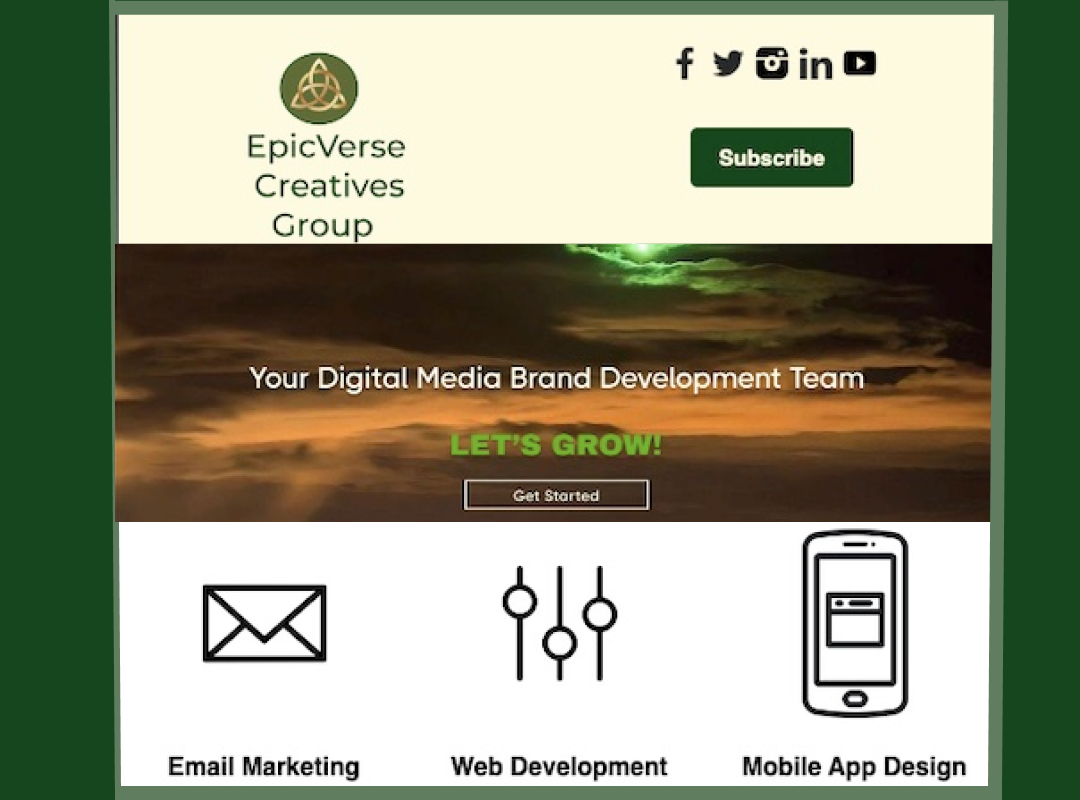 EpicVerse
Creatives
Group
Subscribe
Your Digital Media Brand Development Team
LET'S GROW!
Get Started
Email Marketing
Web Development
Mobile App Design